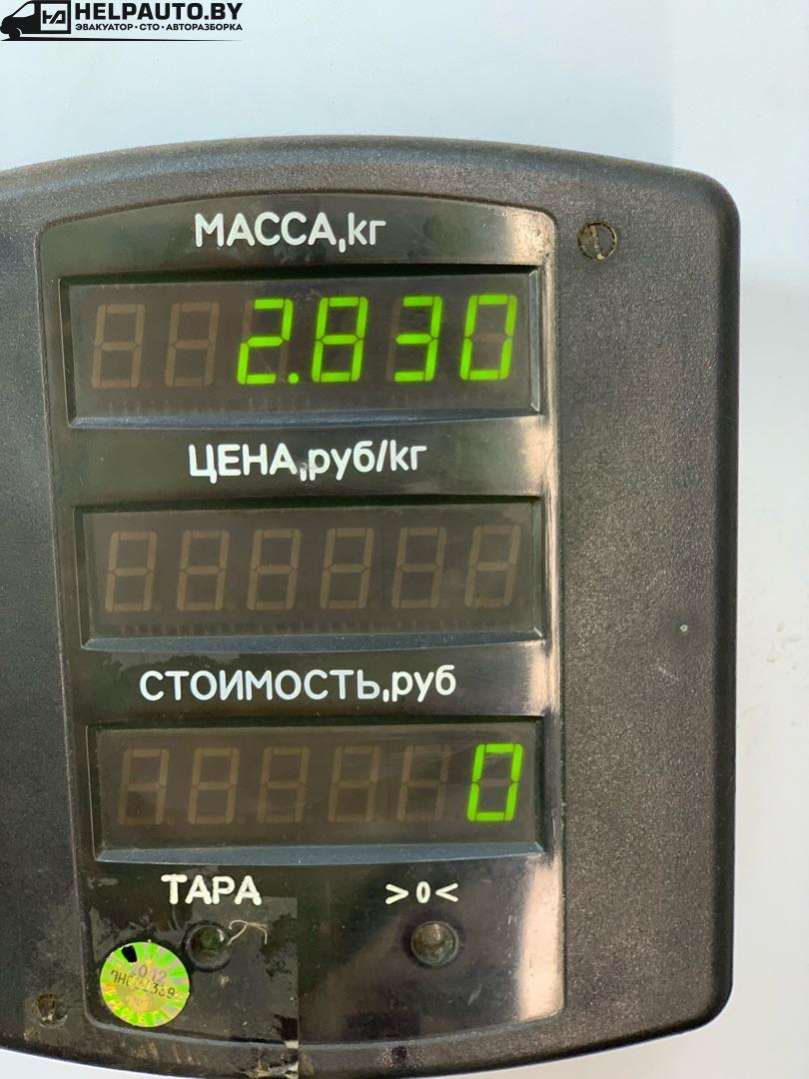 HELPAUTO.BY
ЭВАКУАТОР•СТО•АВТОРАЗБОРКА
МАССА,кг
2.830
ЦЕНА,руб/кг
СТОИМОСТЬ,руб
0
ТАРА >0<